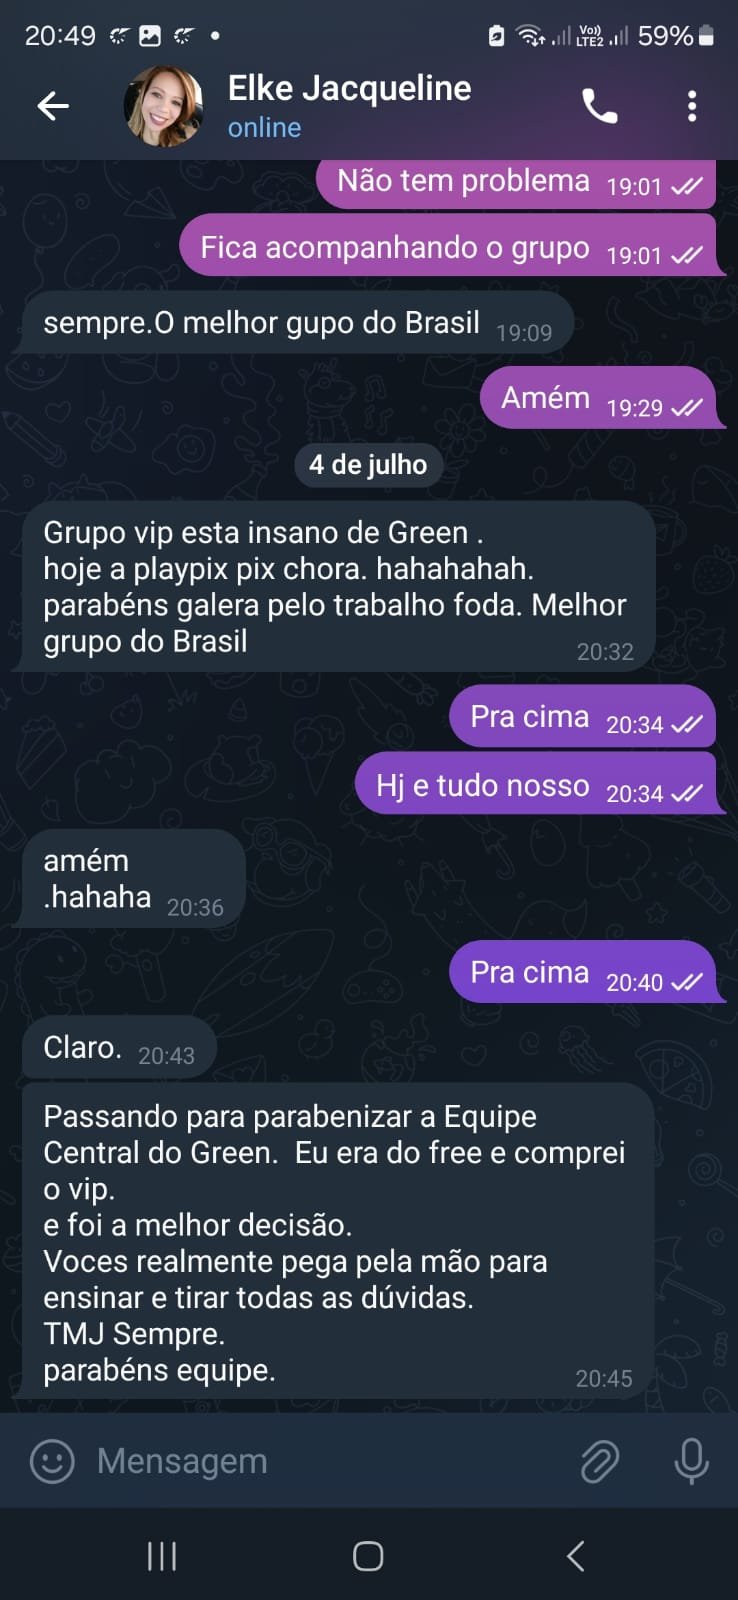 20:49
Vo))
LTE2
59%
Elke Jacqueline
online
Não tem problema 19:01
Fica acompanhando o grupo 19:01
sempre.O melhor gupo do Brasil 19:09
Amém 19:29
4 de julho
Grupo vip esta insano de Green .
hoje a playpix pix chora. hahahahah.
parabéns galera pelo trabalho foda. Melhor
grupo do Brasil 20:32
Pra cima 20:34
Hj e tudo nosso 20:34
amém
.hahaha 20:36
Pra cima 20:40
Claro. 20:43
Passando para parabenizar a Equipe
Central do Green.  Eu era do free e comprei
o vip.
e foi a melhor decisão.
Voces realmente pega pela mão para
ensinar e tirar todas as dúvidas.
TMJ Sempre.
parabéns equipe. 20:45
Mensagem